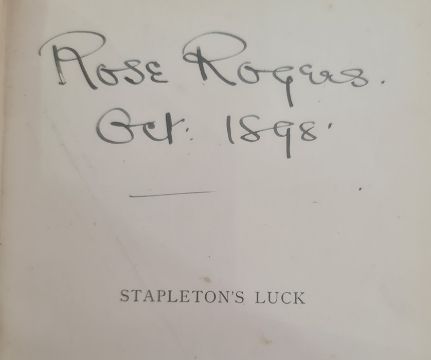 Rose Rogers.
Oct. 1898.
STAPLETON'S LUCK